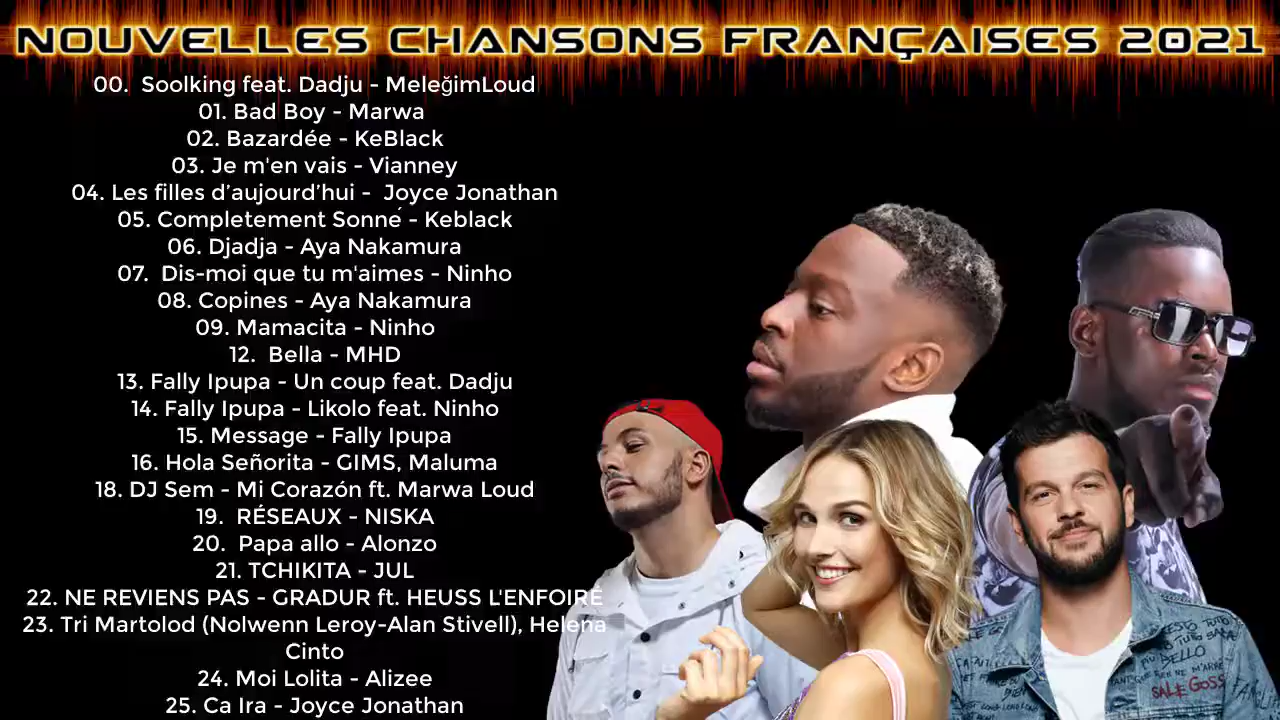 NOUVELLES CHANSONS FRANÇAISES 2021
00. Soolking feat. Dadju - MeleğimLoud
01. Bad Boy - Marwa
02. Bazardée - KeBlack
03. Je m'en vais - Vianney
04. Les filles d’aujourd’hui - Joyce Jonathan
05. Completement Sonné - Keblack
06. Djadja - Aya Nakamura
07. Dis-moi que tu m'aimes - Ninho
08. Copines - Aya Nakamura
09. Mamacita - Ninho
12. Bella - MHD
13. Fally Ipupa - Un coup feat. Dadju
14. Fally Ipupa - Likolo feat. Ninho
15. Message - Fally Ipupa
16. Hola Señorita - GIMS, Maluma
18. DJ Sem - Mi Corazón ft. Marwa Loud
19. RÉSEAUX - NISKA
20. Papa allo - Alonzo
21. TCHIKITA - JUL
22. NE REVIENS PAS - GRADUR ft. HEUSS L'ENFOIRÉ
23. Tri Martolod (Nolwenn Leroy-Alan Stivell), Helena
Cinto
24. Moi Lolita - Alizee
25. Ca Ira - Joyce Jonathan
BELLO
SALE GOSS